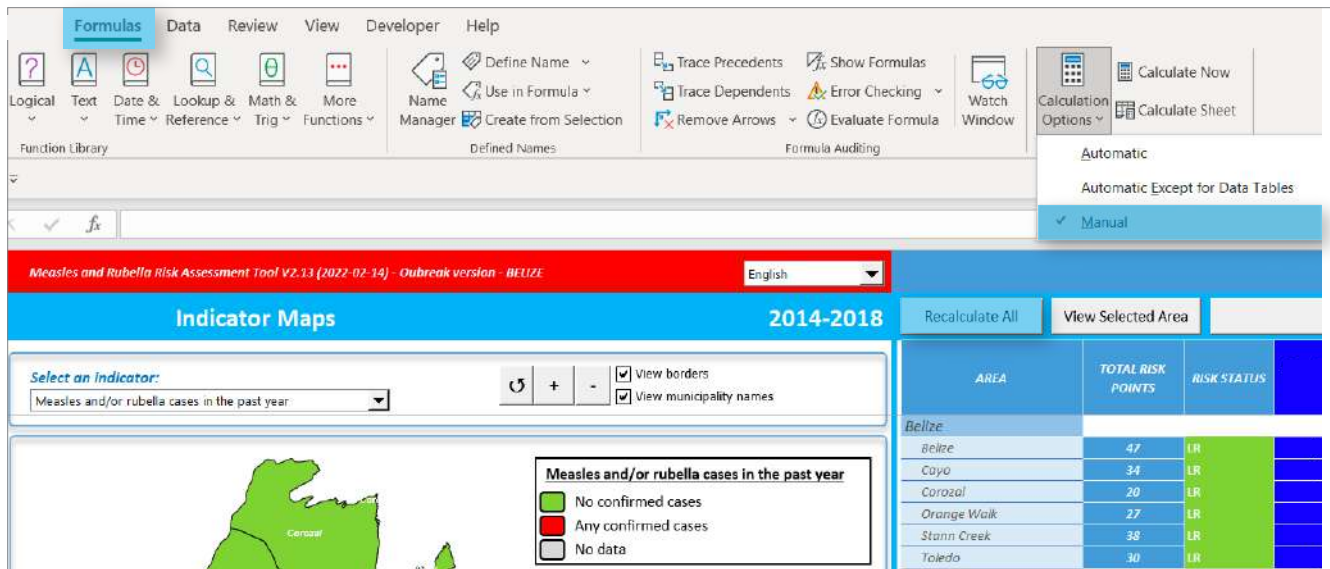 Formulas Data Review View Developer Help
Logical Text Date & Time Lookup & Reference Math & Trig More Functions
Function Library
Name Manager
Define Name
Use in Formula
Create from Selection
Defined Names
Trace Precedents Show Formulas
Trace Dependents Error Checking
Remove Arrows Evaluate Formula
Formula Auditing
Watch Window
Calculation Options
Calculate Now
Calculate Sheet
Automatic
Automatic Except for Data Tables
Manual
fx
Measles and Rubella Risk Assessment Tool V2.13 (2022-02-14) - Oubreak version - BELIZE
English
Indicator Maps 2014-2018
Recalculate All View Selected Area
Select an indicator:
Measles and/or rubella cases in the past year
+ -
View borders
View municipality names
AREA TOTAL RISK POINTS RISK STATUS
Belize
Belize 47 LR
Cayo 34 LR
Corozal 20 LR
Orange Walk 27 LR
Stann Creek 38 LR
Toledo 30 LR
Corozal
Measles and/or rubella cases in the past year
No confirmed cases
Any confirmed cases
No data